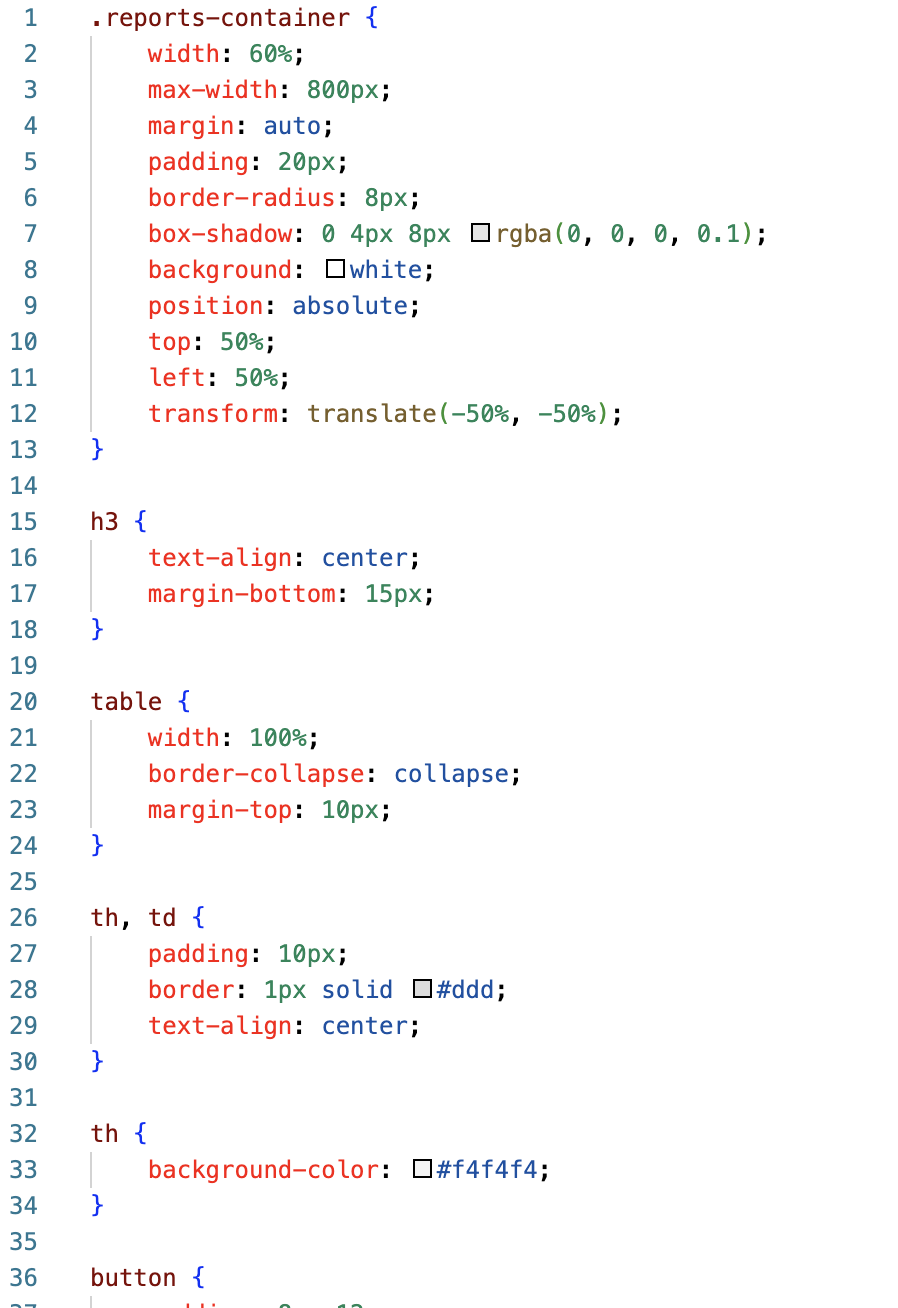 1 .reports-container {
2 width: 60%;
3 max-width: 800px;
4 margin: auto;
5 padding: 20px;
6 border-radius: 8px;
7 box-shadow: 0 4px 8px rgba(0, 0, 0, 0.1);
8 background: white;
9 position: absolute;
10 top: 50%;
11 left: 50%;
12 transform: translate(-50%, -50%);
13 }
14
15 h3 {
16 text-align: center;
17 margin-bottom: 15px;
18 }
19
20 table {
21 width: 100%;
22 border-collapse: collapse;
23 margin-top: 10px;
24 }
25
26 th, td {
27 padding: 10px;
28 border: 1px solid #ddd;
29 text-align: center;
30 }
31
32 th {
33 background-color: #f4f4f4;
34 }
35
36 button {